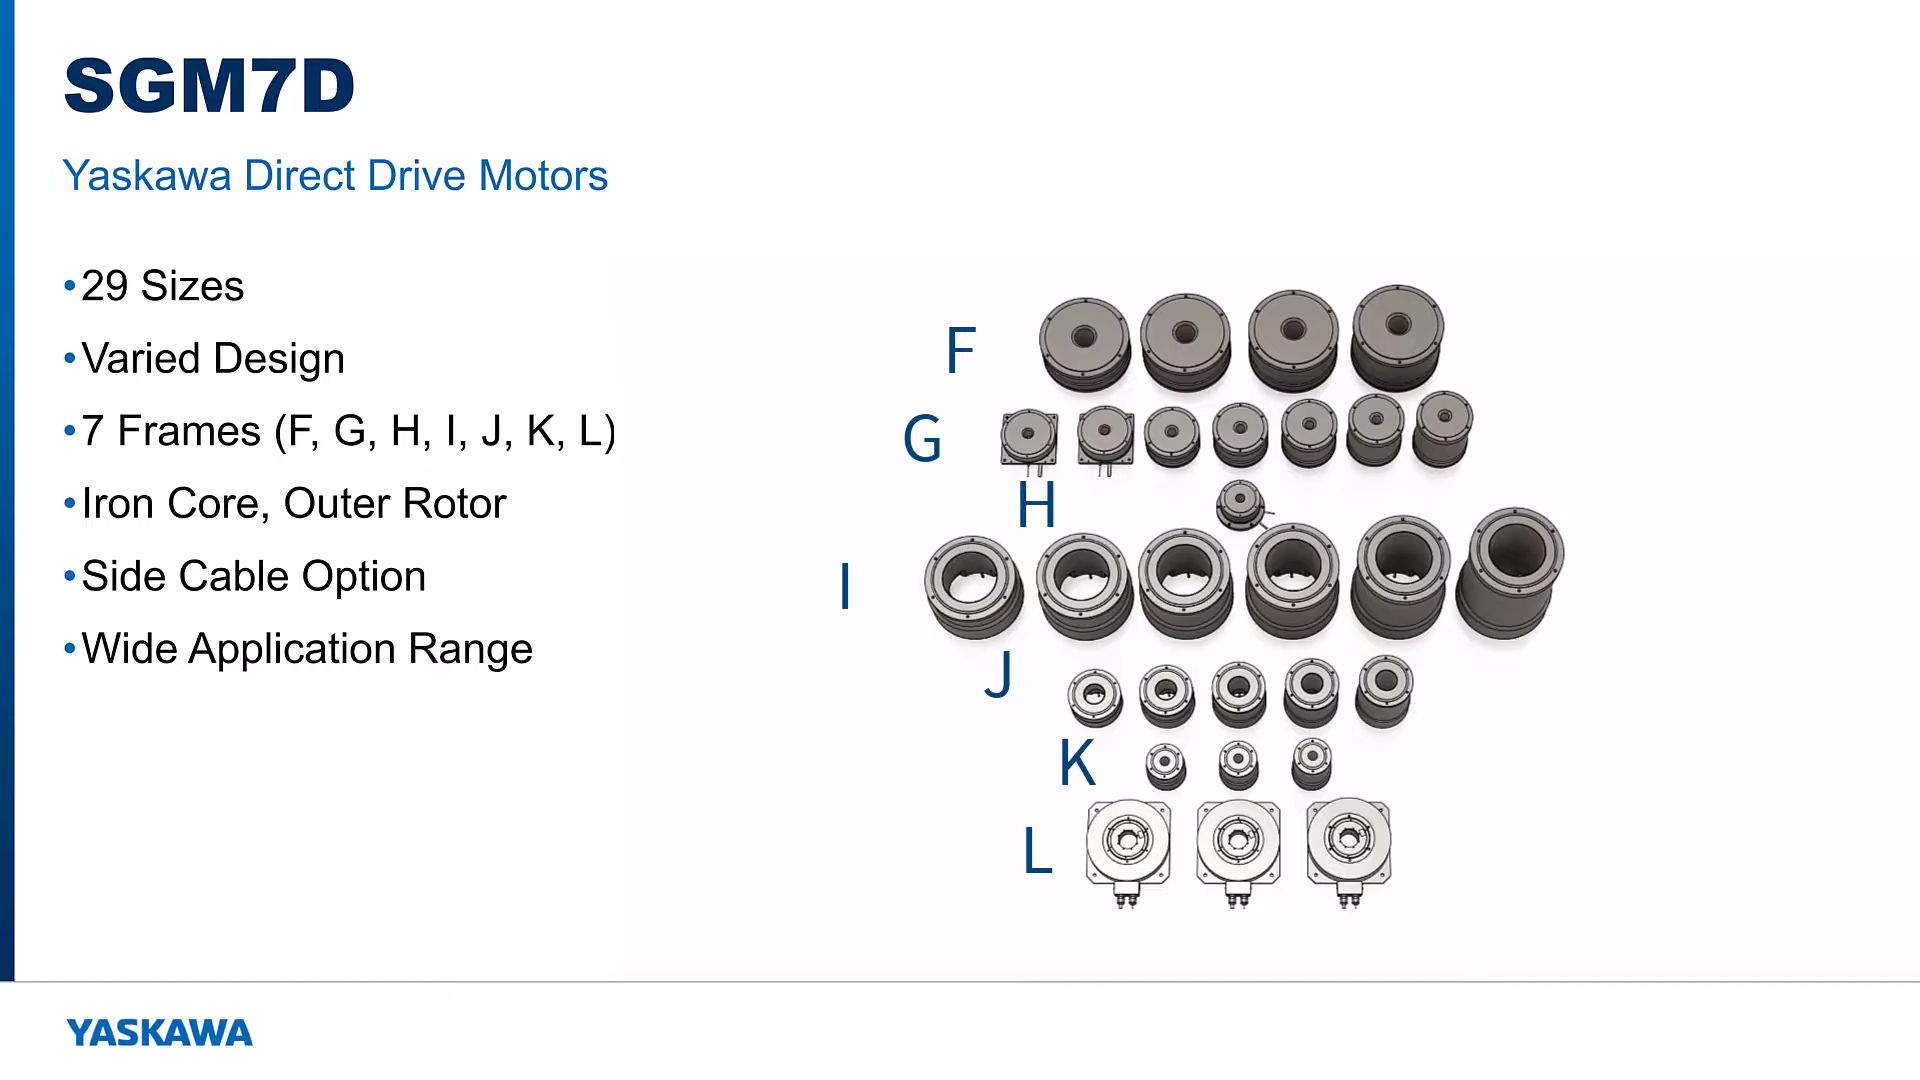 SGM7D
Yaskawa Direct Drive Motors
•29 Sizes
•Varied Design
•7 Frames (F, G, H, I, J, K, L)
•Iron Core, Outer Rotor
•Side Cable Option
•Wide Application Range
F
G
H
I
J
K
L
YASKAWA